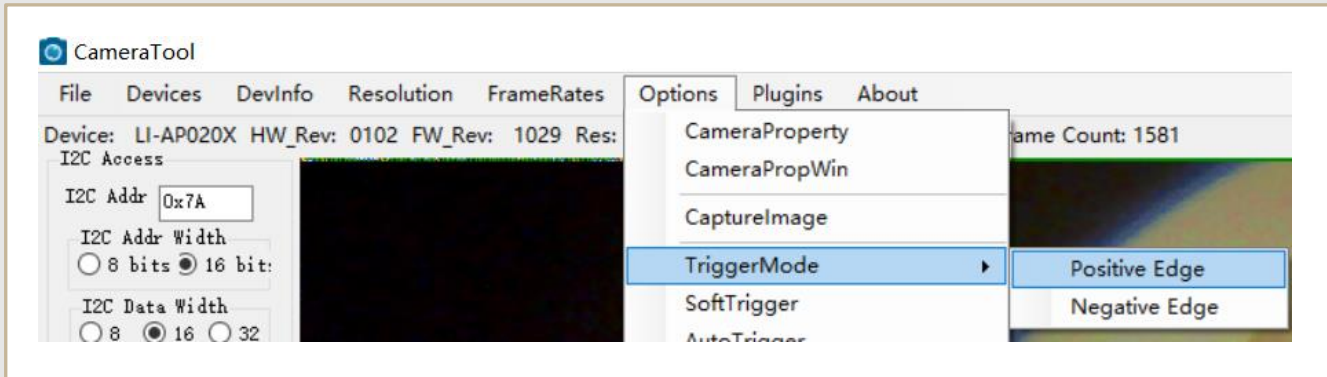 CameraTool
File Devices DevInfo Resolution FrameRates Options Plugins About
Device: LI-AP020X HW_Rev: 0102 FW_Rev: 1029 Res: ame Count: 1581
I2C Access
I2C Addr 0x7A
I2C Addr Width
8 bits 16 bit:
I2C Data Width
8 16 32
CameraProperty
CameraPropWin
CaptureImage
TriggerMode
SoftTrigger
AutoTrigger
Positive Edge
Negative Edge